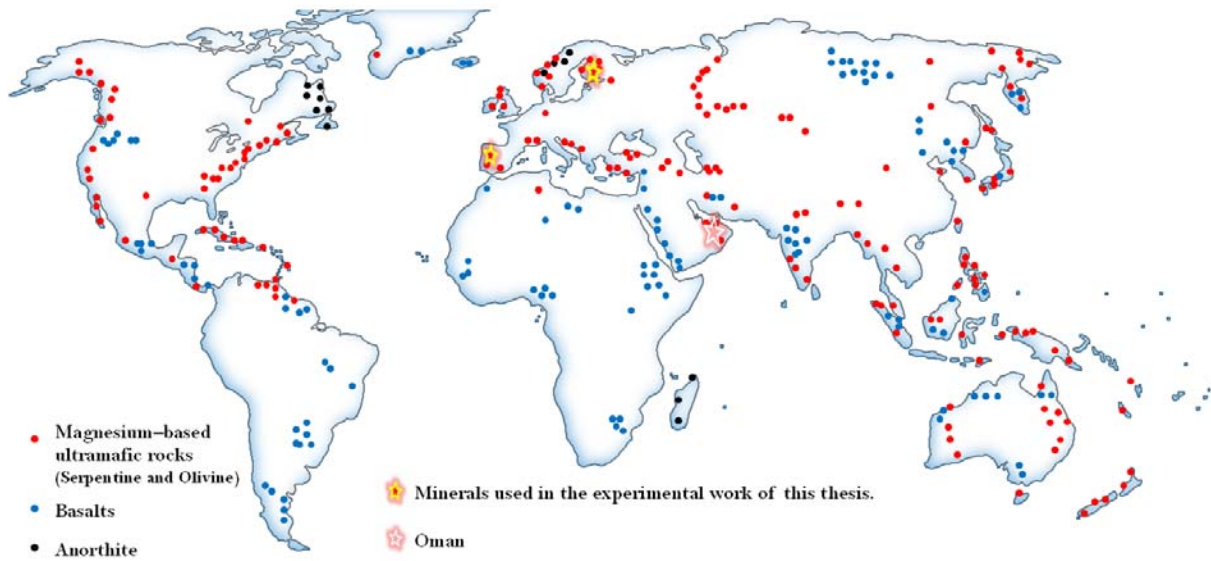 Magnesium–based
ultramafic rocks
(Serpentine and Olivine)
Basalts
Anorthite
Minerals used in the experimental work of this thesis.
Oman